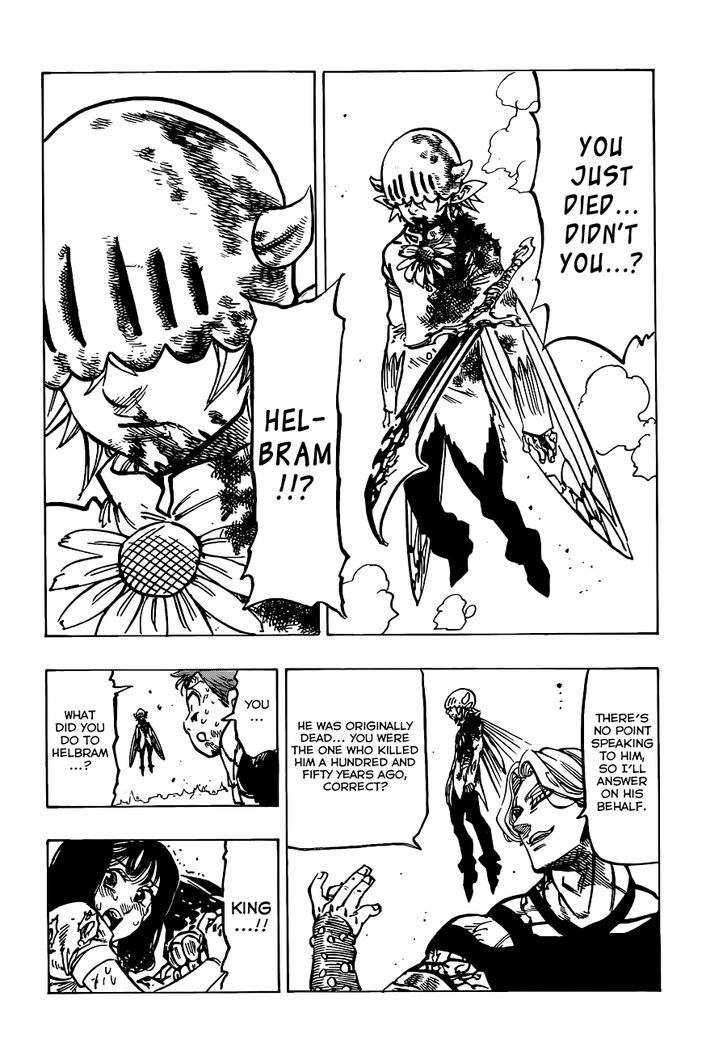 YOU
JUST
DIED...
DIDN'T
YOU...?
HEL-
BRAM
!!?
THERE'S
NO POINT
SPEAKING
TO HIM,
SO I'LL
ANSWER
ON HIS
BEHALF.
HE WAS ORIGINALLY
DEAD... YOU WERE
THE ONE WHO KILLED
HIM A HUNDRED AND
FIFTY YEARS AGO,
CORRECT?
YOU
...
WHAT
DID YOU
DO TO
HELBRAM
...?
KING
...!!